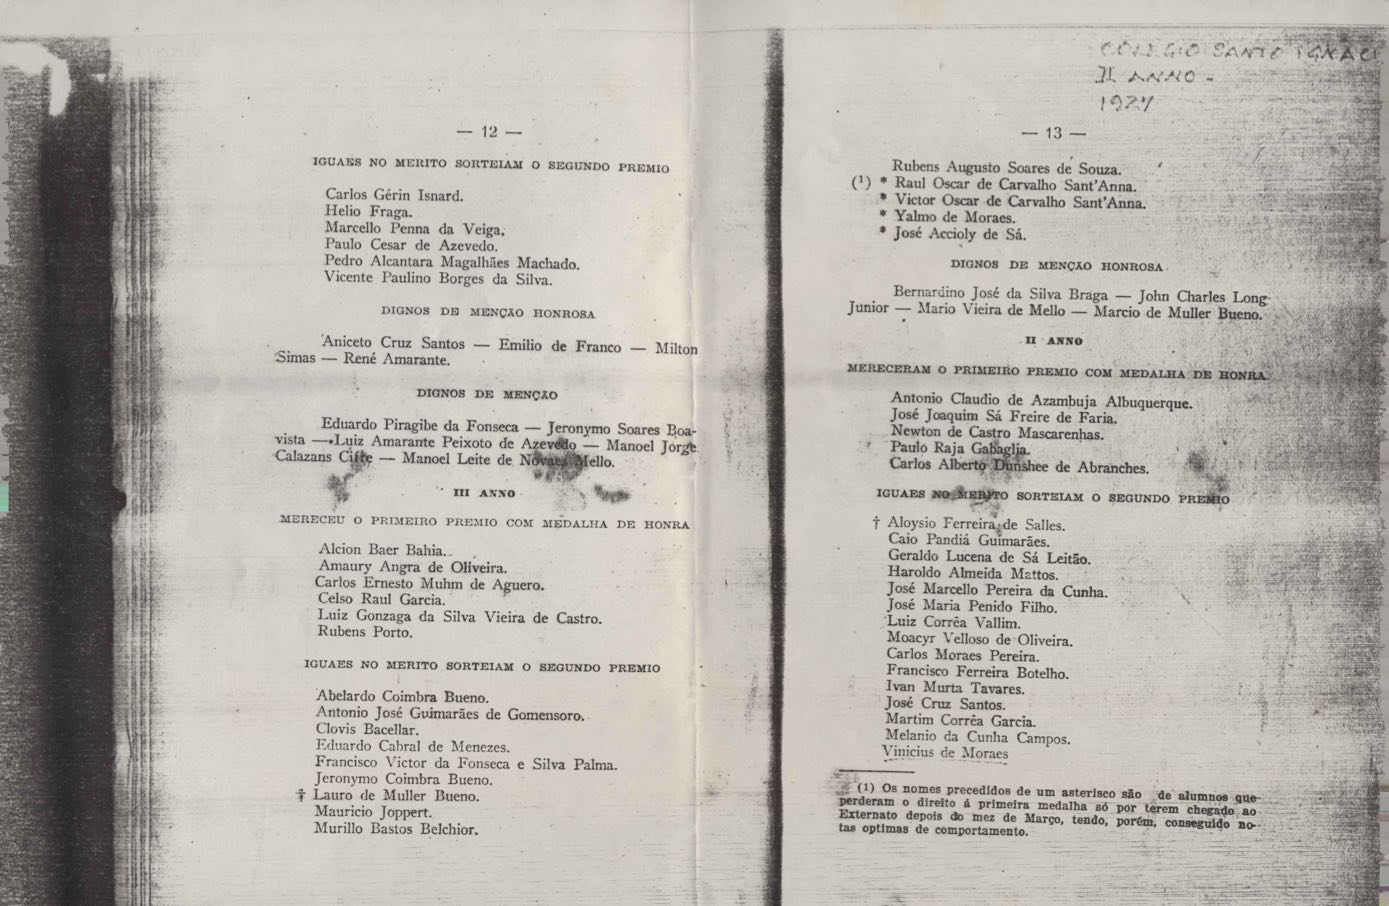 — 12 —
IGUAES NO MERITO SORTEIAM O SEGUNDO PREMIO
Carlos Gérin Isnard.
Helio Fraga.
Marcello Penna da Veiga.
Paulo Cesar de Azevedo.
Pedro Alcantara Magalhães Machado.
Vicente Paulino Borges da Silva.
DIGNOS DE MENÇÃO HONROSA
Aniceto Cruz Santos — Emilio de Franco — Milton
Simas — René Amarante.
DIGNOS DE MENÇÃO
Eduardo Piragibe da Fonseca — Jeronymo Soares Boa-
vista — Luiz Amarante Peixoto de Azevedo — Manoel Jorge
Calazans — Manoel Leite de Novaes Mello.
III ANNO
MERECEU O PRIMEIRO PREMIO COM MEDALHA DE HONRA
Alcion Baer Bahia.
Amaury Angra de Oliveira.
Carlos Ernesto Muhm de Aguero.
Celso Raul Garcia.
Luiz Gonzaga da Silva Vieira de Castro.
Rubens Porto.
IGUAES NO MERITO SORTEIAM O SEGUNDO PREMIO
Abelardo Coimbra Bueno.
Antonio José Guimarães de Gomensoro.
Clovis Bacellar.
Eduardo Cabral de Menezes.
Francisco Victor da Fonseca e Silva Palma.
Jeronymo Coimbra Bueno.
† Lauro de Muller Bueno.
Mauricio Joppert.
Murillo Bastos Belchior.
COLEGIO SANTO IGNACI
II ANNO -
1927
— 13 —
Rubens Augusto Soares de Souza.
(1) * Raul Oscar de Carvalho Sant'Anna.
* Victor Oscar de Carvalho Sant'Anna.
* Yalmo de Moraes.
* José Accioly de Sá.
DIGNOS DE MENÇÃO HONROSA
Bernardino José da Silva Braga — John Charles Long
Junior — Mario Vieira de Mello — Marcio de Muller Bueno.
II ANNO
MERECERAM O PRIMEIRO PREMIO COM MEDALHA DE HONRA
Antonio Claudio de Azambuja Albuquerque.
José Joaquim Sá Freire de Faria.
Newton de Castro Mascarenhas.
Paulo Raja Gabaglia.
Carlos Alberto Dunshee de Abranches.
IGUAES NO MERITO SORTEIAM O SEGUNDO PREMIO
† Aloysio Ferreira de Salles.
Caio Pandiá Guimarães.
Geraldo Lucena de Sá Leitão.
Haroldo Almeida Mattos.
José Marcello Pereira da Cunha.
José Maria Penido Filho.
Luiz Corrêa Vallim.
Moacyr Velloso de Oliveira.
Carlos Moraes Pereira.
Francisco Ferreira Botelho.
Ivan Murta Tavares.
José Cruz Santos.
Martim Corrêa Garcia.
Melanio da Cunha Campos.
Vinicius de Moraes
(1) Os nomes precedidos de um asterisco são de alumnos que
perderam o direito á primeira medalha só por terem chegado ao
Externato depois do mez de Março, tendo, porém, conseguido no-
tas optimas de comportamento.